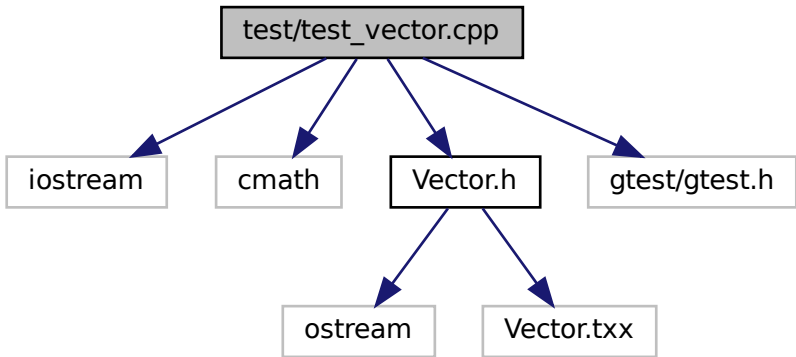 test/test_vector.cpp
iostream
cmath
Vector.h
gtest/gtest.h
ostream
Vector.txx